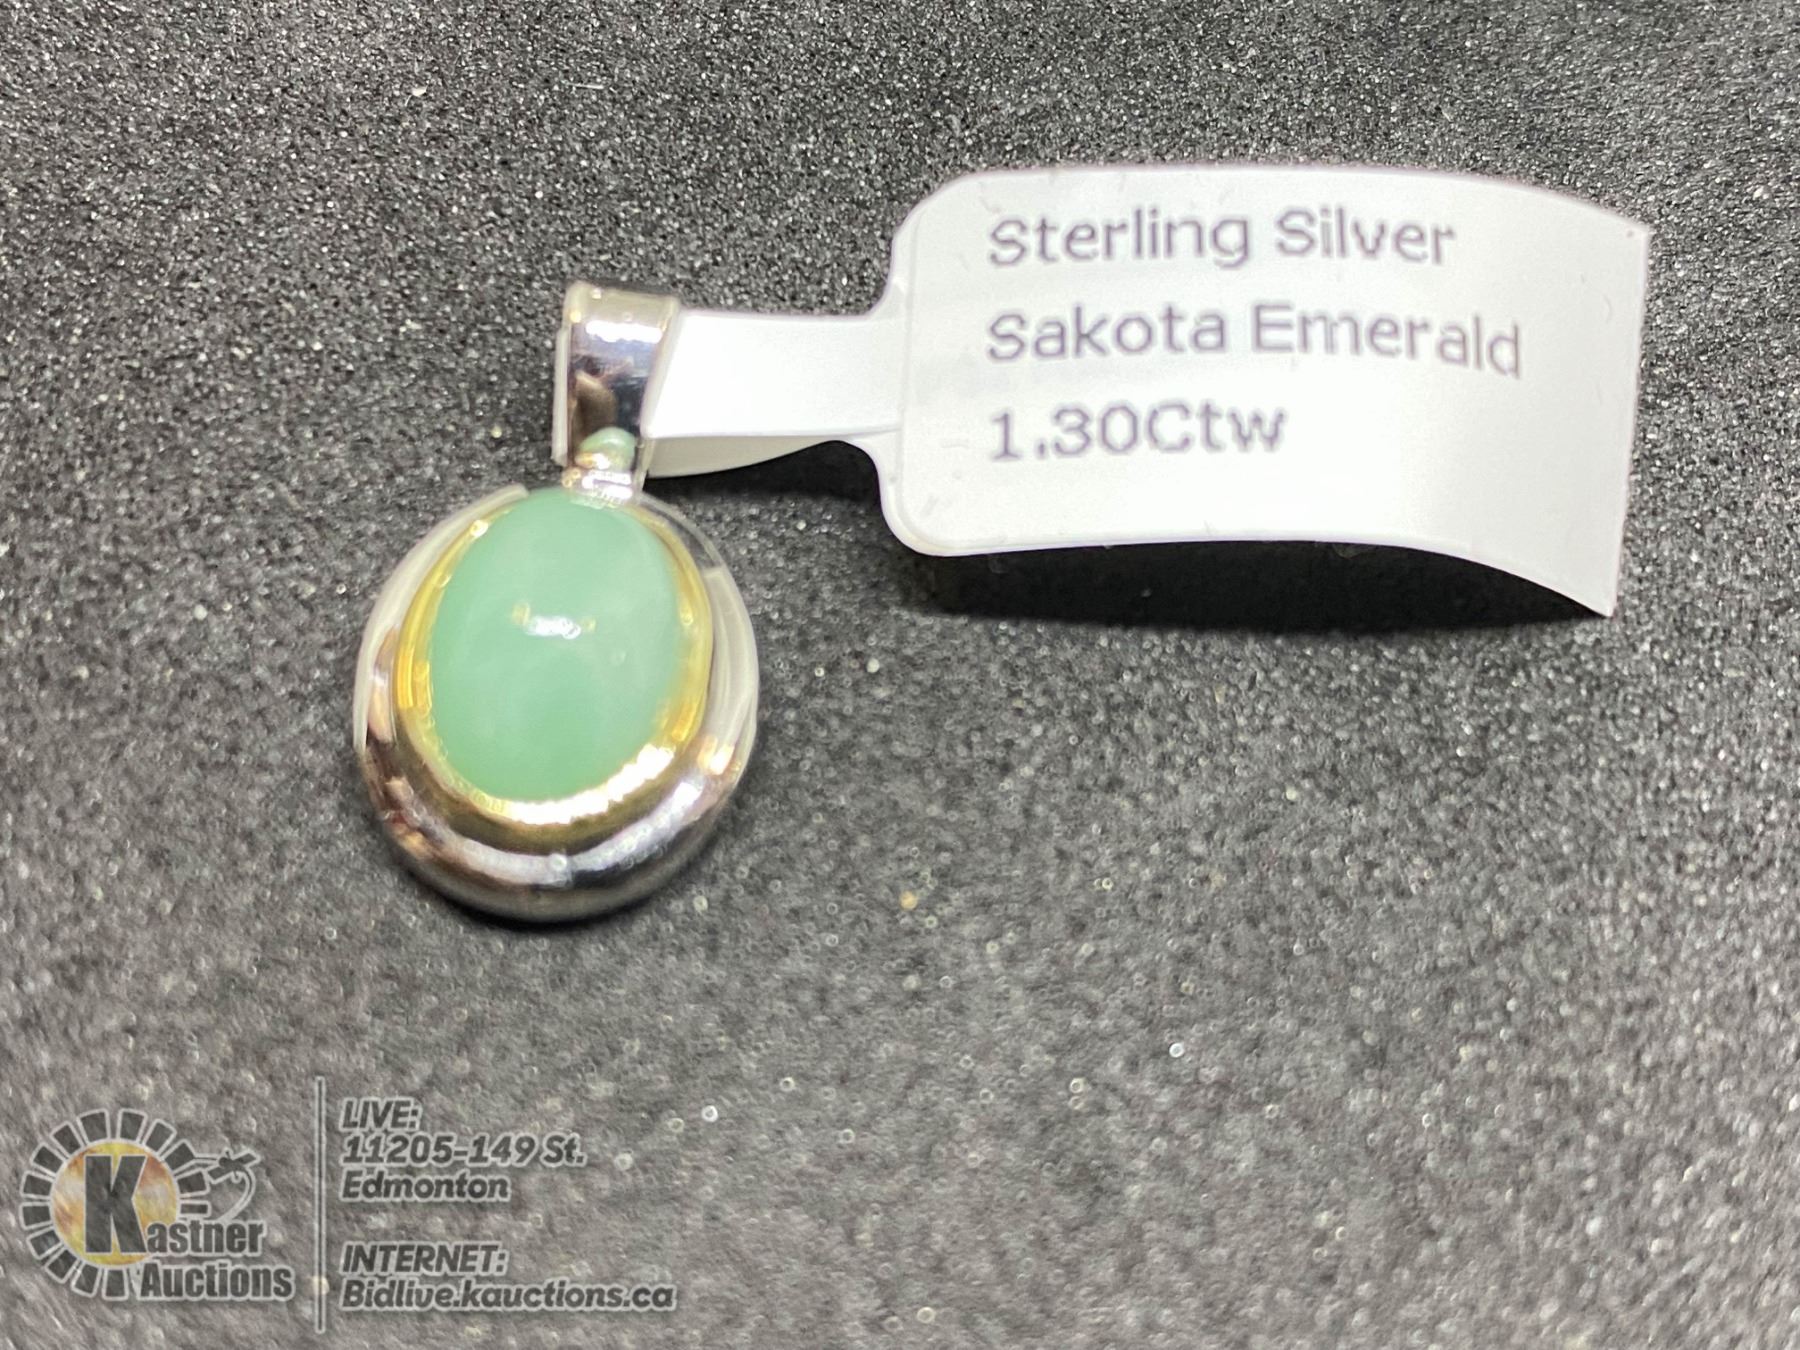 Sterling Silver
Sakota Emerald
1.30Ctw
LIVE:
11205-149 St.
Edmonton
Kastner
Auctions
INTERNET:
Bidlive.kauctions.ca